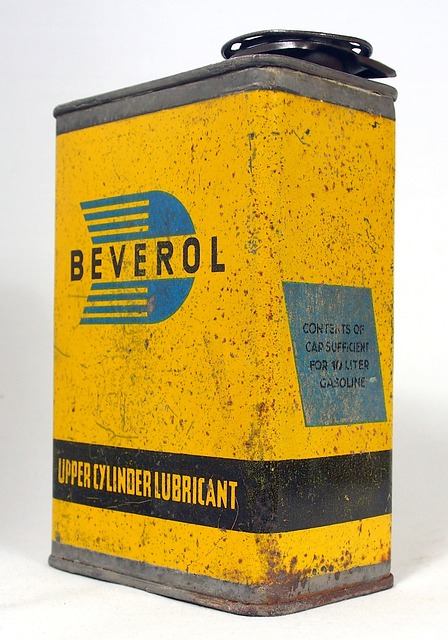 BEVEROL
UPPER CYLINDER LUBRICANT
CONTENTS OF
CAP SUFFICIENT
FOR 10 LITER
GASOLINE